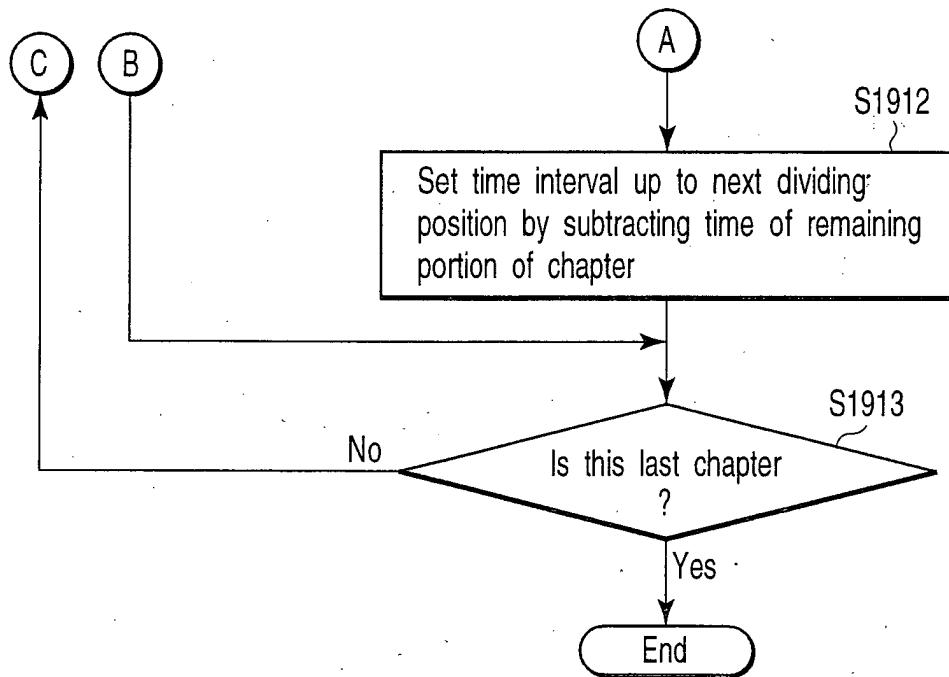 C
B
A
S1912
Set time interval up to next dividing
position by subtracting time of remaining
portion of chapter
S1913
No
Is this last chapter
?
Yes
End